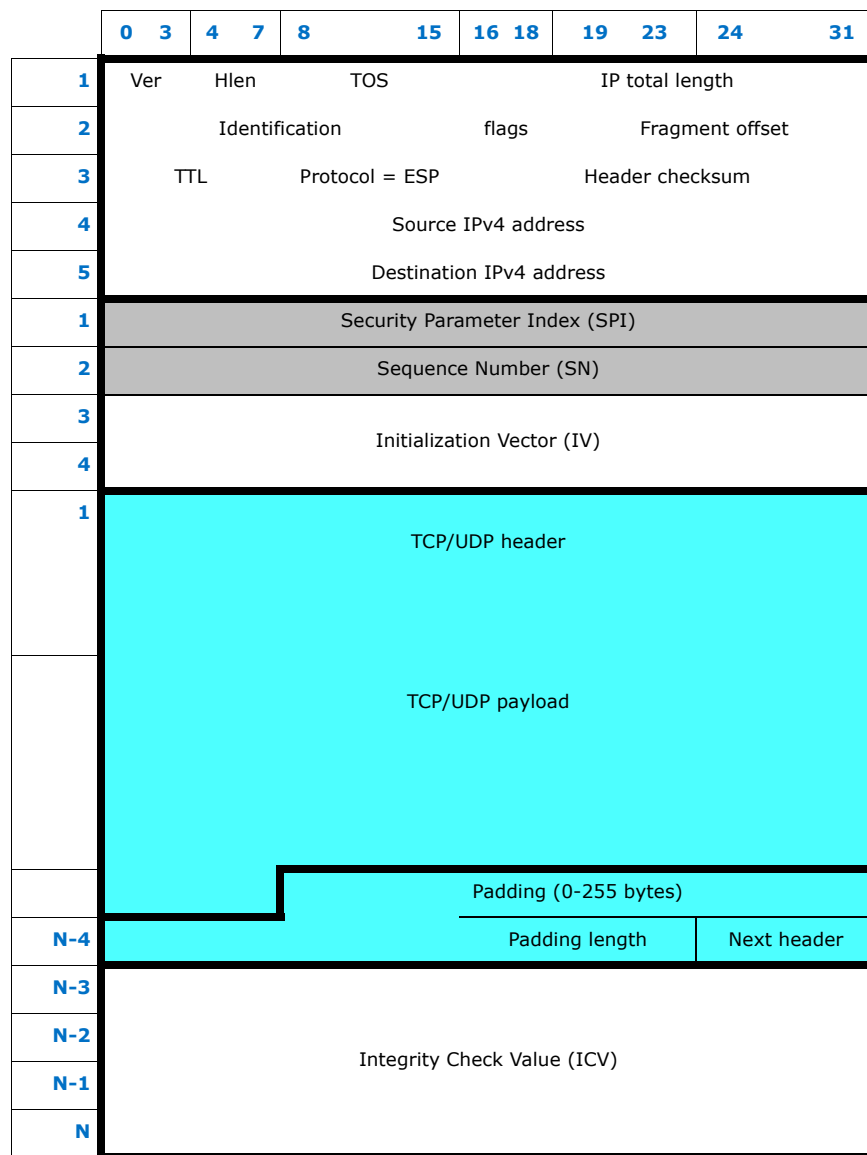 0 3 4 7 8 15 16 18 19 23 24 31
1 Ver Hlen TOS IP total length
2 Identification flags Fragment offset
3 TTL Protocol = ESP Header checksum
4 Source IPv4 address
5 Destination IPv4 address
1 Security Parameter Index (SPI)
2 Sequence Number (SN)
3
Initialization Vector (IV)
4
1
TCP/UDP header
TCP/UDP payload
Padding (0-255 bytes)
N-4 Padding length Next header
N-3
N-2
Integrity Check Value (ICV)
N-1
N